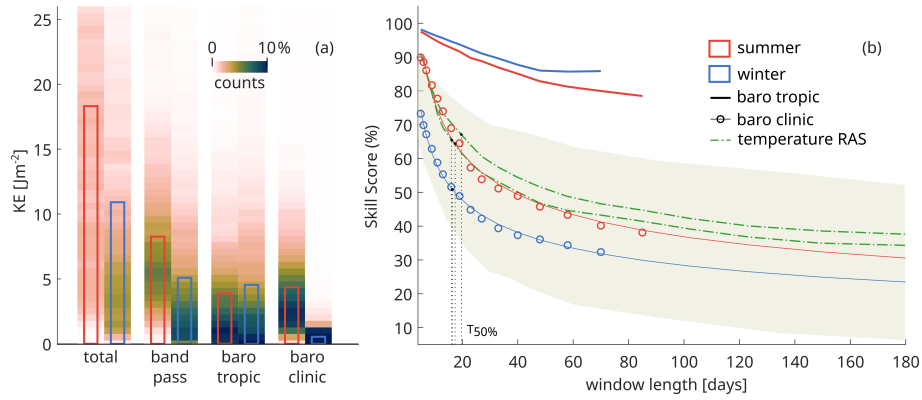 25
20
15
10
5
0
KE [Jm-2]
0
10%
counts
(a)
total
band
pass
baro
tropic
baro
clinic
100
90
80
70
60
50
40
30
20
10
Skill Score (%)
(b)
summer
winter
baro tropic
baro clinic
temperature RAS
T50%
20
40
60
80
100
120
140
160
180
window length [days]